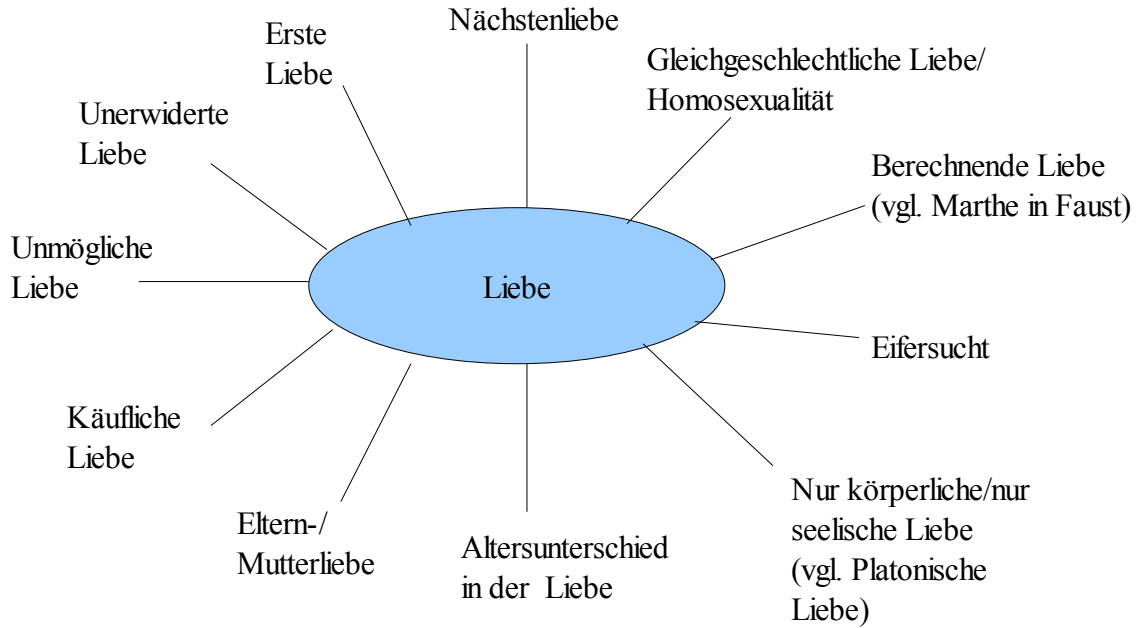 Nächstenliebe
Erste
Liebe
Gleichgeschlechtliche Liebe/
Homosexualität
Unerwiderte
Liebe
Berechnende Liebe
(vgl. Marthe in Faust)
Unmögliche
Liebe
Liebe
Eifersucht
Käufliche
Liebe
Nur körperliche/nur
seelische Liebe
(vgl. Platonische
Liebe)
Eltern-/
Mutterliebe
Altersunterschied
in der Liebe